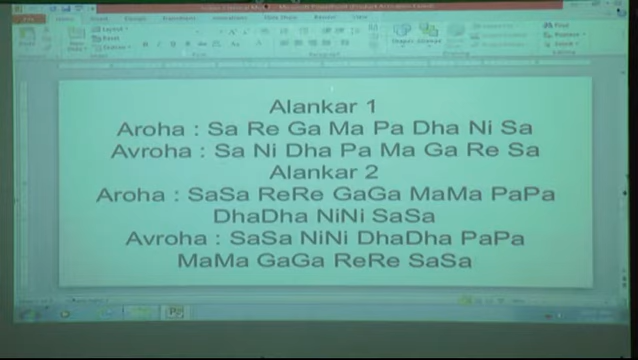 Layout
Reset
Alankar 1
Aroha : Sa Re Ga Ma Pa Dha Ni Sa
Avroha : Sa Ni Dha Pa Ma Ga Re Sa
Alankar 2
Aroha : SaSa ReRe GaGa MaMa PaPa
DhaDha NiNi SaSa
Avroha : SaSa NiNi DhaDha PaPa
MaMa GaGa ReRe SaSa